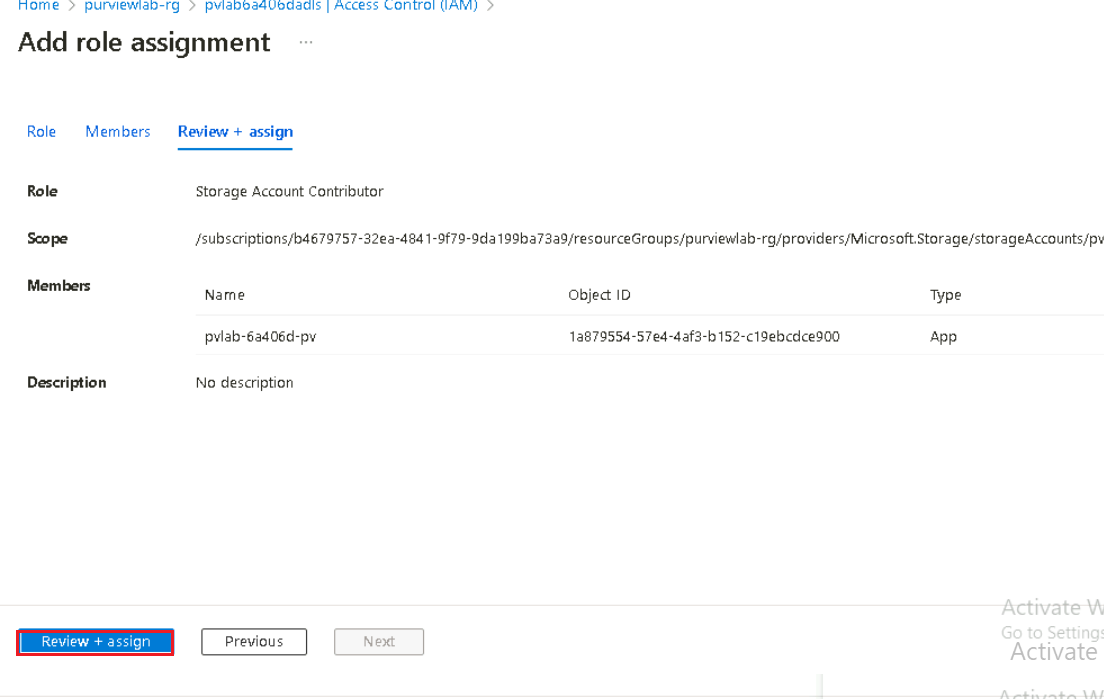 Home > purviewlab-rg > pvlab6a406dadls | Access Control (IAM) >
Add role assignment ...
Role Members Review + assign
Role Storage Account Contributor
Scope /subscriptions/b4679757-32ea-4841-9f79-9da199ba73a9/resourceGroups/purviewlab-rg/providers/Microsoft.Storage/storageAccounts/pv
Members
Name Object ID Type
pvlab-6a406d-pv 1a879554-57e4-4af3-b152-c19ebcdce900 App
Description No description
Activate W
Go to Settings
Review + assign Previous Next
Activate
Activate W